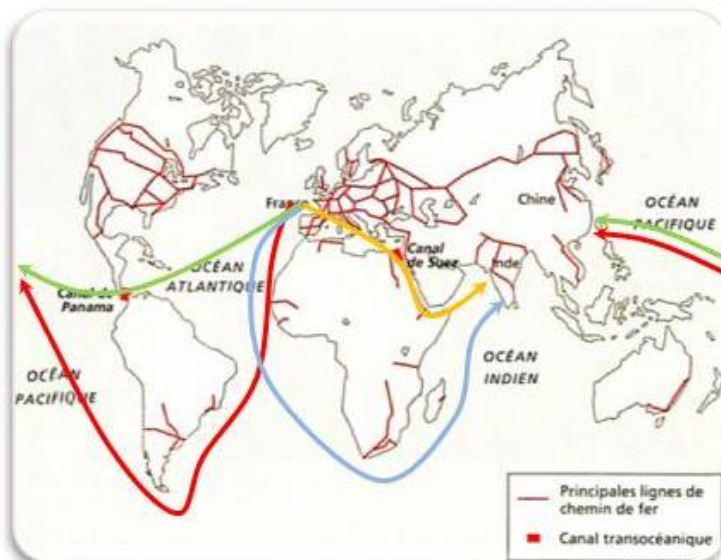 France
Chine
OCÉAN
PACIFIQUE
Canal
de Suez
Inde
OCÉAN
ATLANTIQUE
Canal de
Panama
OCÉAN
PACIFIQUE
OCÉAN
INDIEN
Principales lignes de
chemin de fer
Canal transocéanique